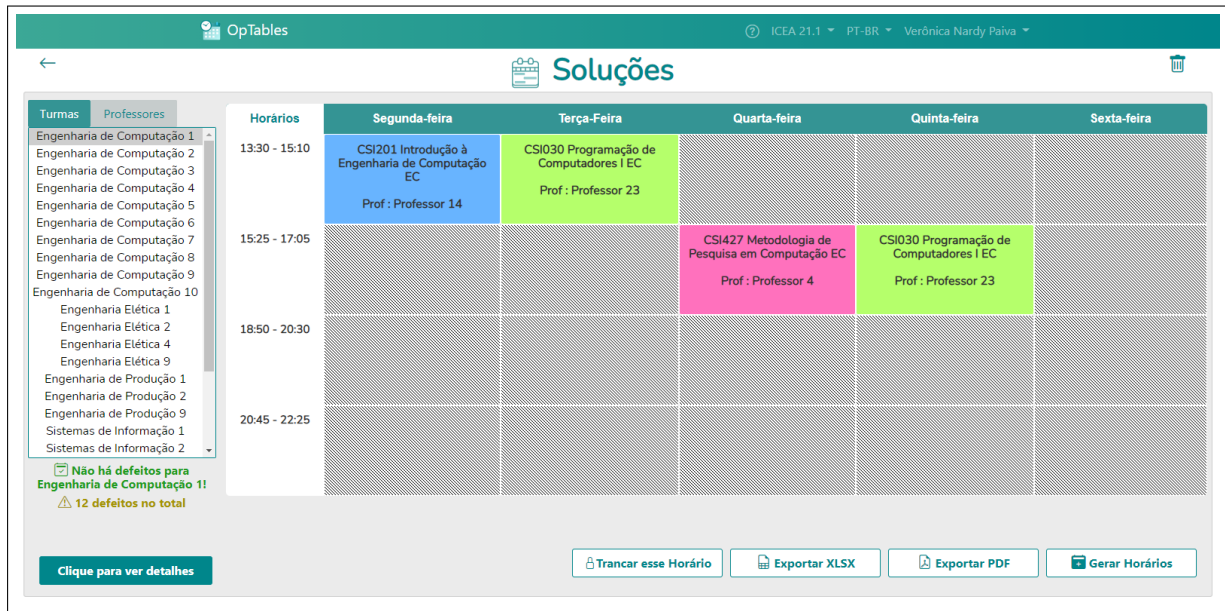 OpTables
ICEA 21.1
PT-BR
Verônica Nardy Paiva
Soluções
Turmas
Professores
Engenharia de Computação 1
Engenharia de Computação 2
Engenharia de Computação 3
Engenharia de Computação 4
Engenharia de Computação 5
Engenharia de Computação 6
Engenharia de Computação 7
Engenharia de Computação 8
Engenharia de Computação 9
Engenharia de Computação 10
Engenharia Elética 1
Engenharia Elética 2
Engenharia Elética 4
Engenharia Elética 9
Engenharia de Produção 1
Engenharia de Produção 2
Engenharia de Produção 9
Sistemas de Informação 1
Sistemas de Informação 2
Não há defeitos para
Engenharia de Computação 1!
12 defeitos no total
Clique para ver detalhes
Horários
Segunda-feira
Terça-Feira
Quarta-feira
Quinta-feira
Sexta-feira
13:30 - 15:10
CSI201 Introdução à
Engenharia de Computação
EC
Prof : Professor 14
CSI030 Programação de
Computadores I EC
Prof : Professor 23
15:25 - 17:05
CSI427 Metodologia de
Pesquisa em Computação EC
Prof : Professor 4
CSI030 Programação de
Computadores I EC
Prof : Professor 23
18:50 - 20:30
20:45 - 22:25
Trancar esse Horário
Exportar XLSX
Exportar PDF
Gerar Horários